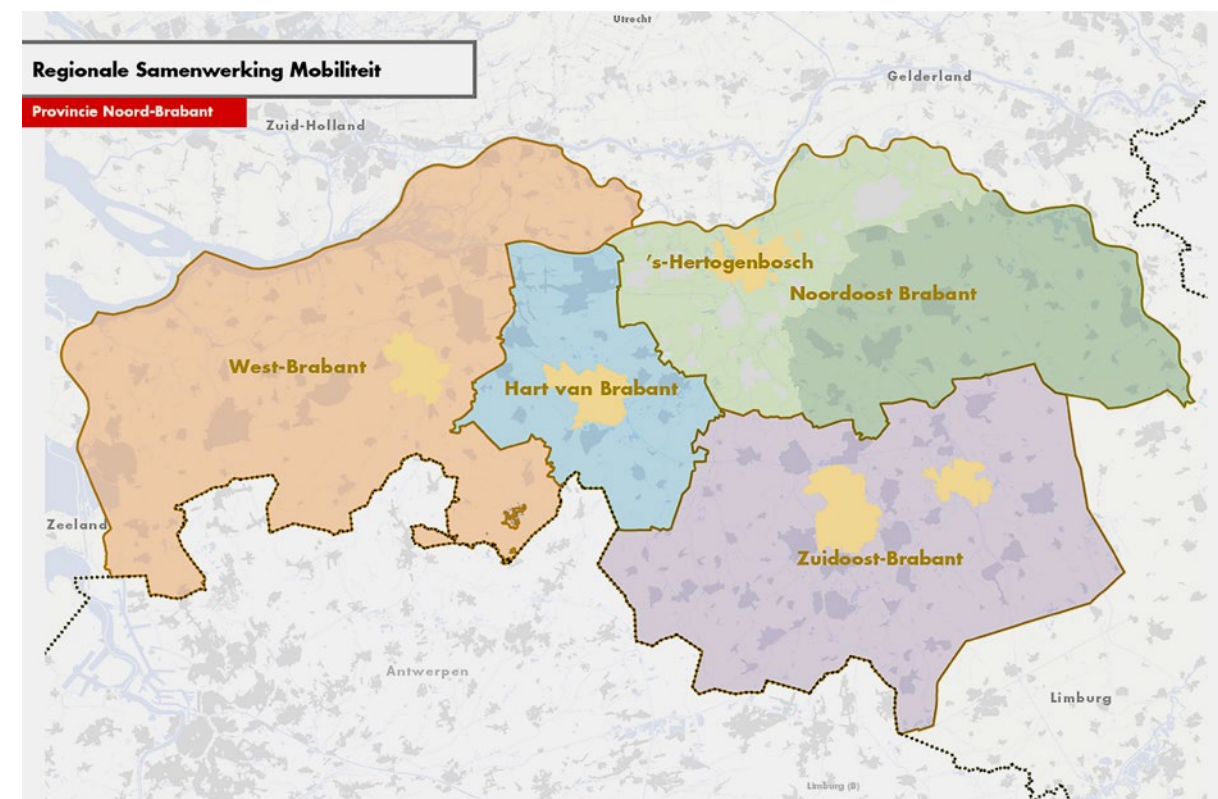 Utrecht
Regionale Samenwerking Mobiliteit
Gelderland
Provincie Noord-Brabant
Zuid-Holland
's-Hertogenbosch
Noordoost Brabant
West-Brabant
Hart van Brabant
Zeeland
Zuidoost-Brabant
Antwerpen
Limburg
Limburg (B)